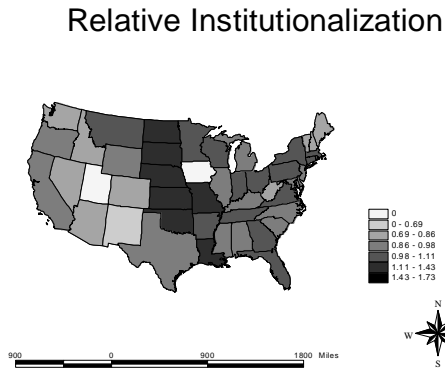 Relative Institutionalization
0
0 - 0.69
0.69 - 0.86
0.86 - 0.98
0.98 - 1.11
1.11 - 1.43
1.43 - 1.73
N
W
S
900 0 900 1800 Miles